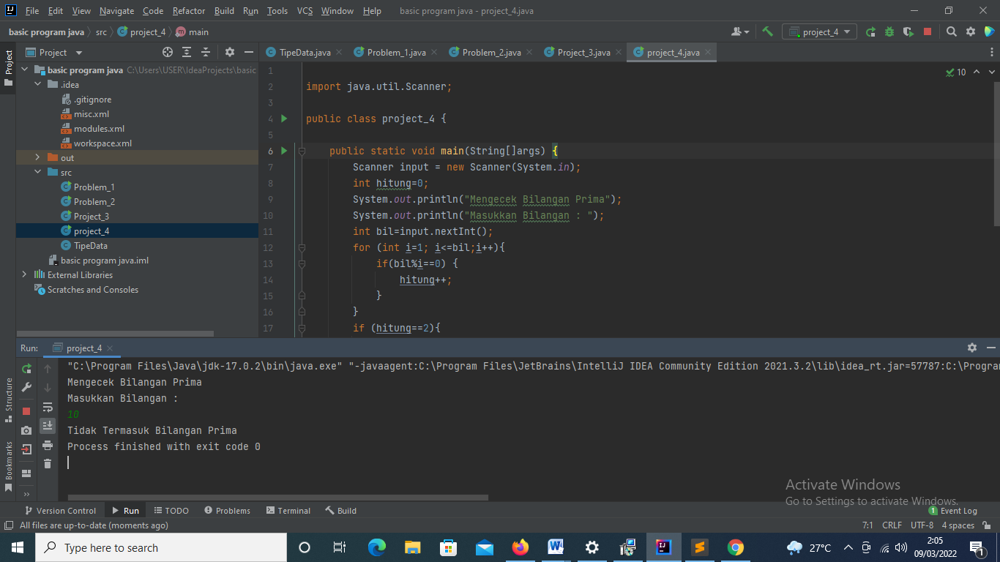 File Edit View Navigate Code Refactor Build Run Tools VCS Window Help basic program java - project_4.java
basic program java src project_4 main project_4
Project
Project
TipeData.java Problem_1.java Problem_2.java Project_3.java project_4.java
basic program java C:\Users\USER\IdeaProjects\basic
.idea
.gitignore
misc.xml
modules.xml
workspace.xml
out
src
Problem_1
Problem_2
Project_3
project_4
TipeData
basic program java.iml
External Libraries
Scratches and Consoles
10
1
2 import java.util.Scanner;
3
4 public class project_4 {
5
6 public static void main(String[]args) {
7 Scanner input = new Scanner(System.in);
8 int hitung=0;
9 System.out.println("Mengecek Bilangan Prima");
10 System.out.println("Masukkan Bilangan : ");
11 int bil=input.nextInt();
12 for (int i=1; i<=bil;i++){
13 if(bil%i==0) {
14 hitung++;
15 }
16 }
17 if (hitung==2){
Run: project_4
"C:\Program Files\Java\jdk-17.0.2\bin\java.exe" "-javaagent:C:\Program Files\JetBrains\IntelliJ IDEA Community Edition 2021.3.2\lib\idea_rt.jar=57787:C:\Program
Mengecek Bilangan Prima
Masukkan Bilangan :
10
Tidak Termasuk Bilangan Prima
Process finished with exit code 0
Structure
Bookmarks
Activate Windows
Go to Settings to activate Windows.
Version Control Run TODO Problems Terminal Build 1 Event Log
All files are up-to-date (moments ago) 7:1 CRLF UTF-8 4 spaces
Type here to search 27°C 2:05
09/03/2022 1